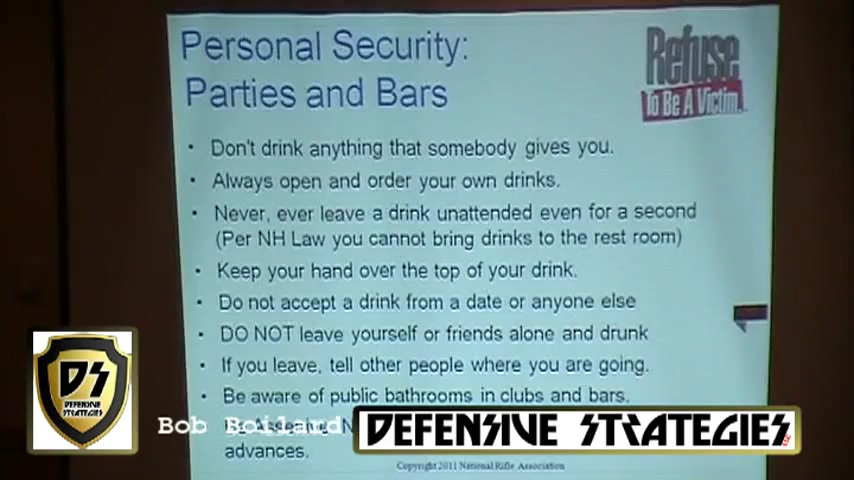 Personal Security:
Parties and Bars
Refuse
To Be A Victim
• Don't drink anything that somebody gives you.
• Always open and order your own drinks.
• Never, ever leave a drink unattended even for a second
(Per NH Law you cannot bring drinks to the rest room)
• Keep your hand over the top of your drink.
• Do not accept a drink from a date or anyone else
• DO NOT leave yourself or friends alone and drunk
• If you leave, tell other people where you are going.
• Be aware of public bathrooms in clubs and bars.
advances.
Copyright 2011 National Rifle Association
DS
DEFENSIVE
STRATEGIES
Bob Boilard
DEFENSIVE STRATEGIES